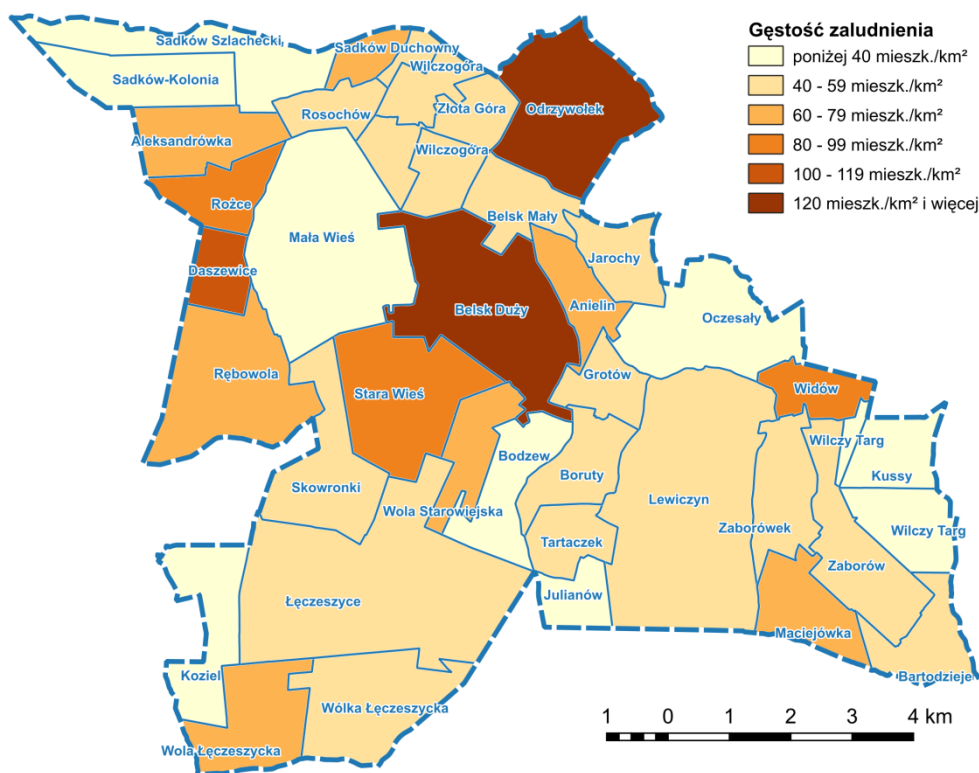 Gęstość zaludnienia
poniżej 40 mieszk./km²
40 - 59 mieszk./km²
60 - 79 mieszk./km²
80 - 99 mieszk./km²
100 - 119 mieszk./km²
120 mieszk./km² i więcej
Sadków Szlachecki
Sadków Duchowny
Wilczogóra
Sadków-Kolonia
Złota Góra
Odrzywołek
Rosochów
Aleksandrówka
Wilczogóra
Rożce
Belsk Mały
Mała Wieś
Jarochy
Daszewice
Belsk Duży
Anielin
Oczesały
Rębowola
Grotów
Stara Wieś
Widów
Wilczy Targ
Bodzew
Boruty
Kussy
Skowronki
Lewiczyn
Wola Starowiejska
Zaborówek
Wilczy Targ
Tartaczek
Zaborów
Julianów
Łęczeszyce
Maciejówka
Koziel
Bartodzieje
Wólka Łęczeszycka
Wola Łęczeszycka
1 0 1 2 3 4 km